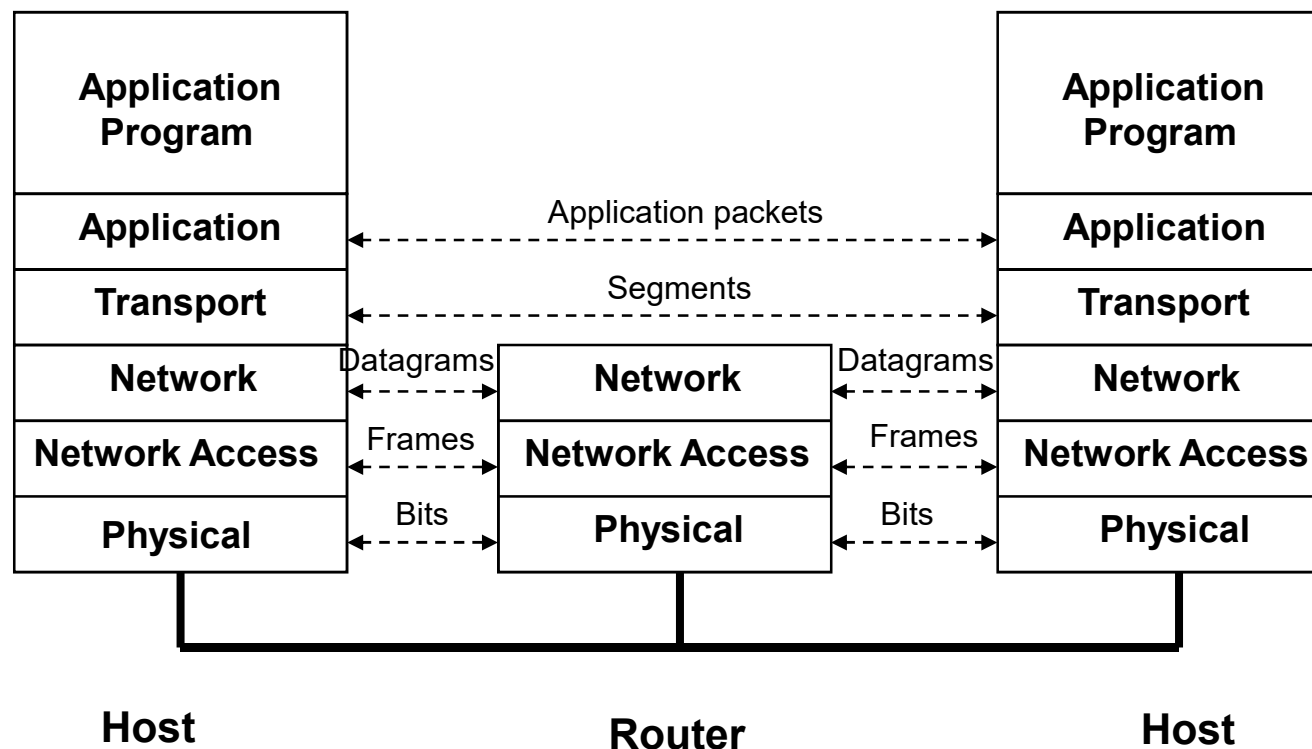 Application
Program
Application
Program
Application
Application packets
Application
Transport
Segments
Transport
Network
Datagrams
Network
Datagrams
Network
Network Access
Frames
Network Access
Frames
Network Access
Physical
Bits
Physical
Bits
Physical
Host
Router
Host